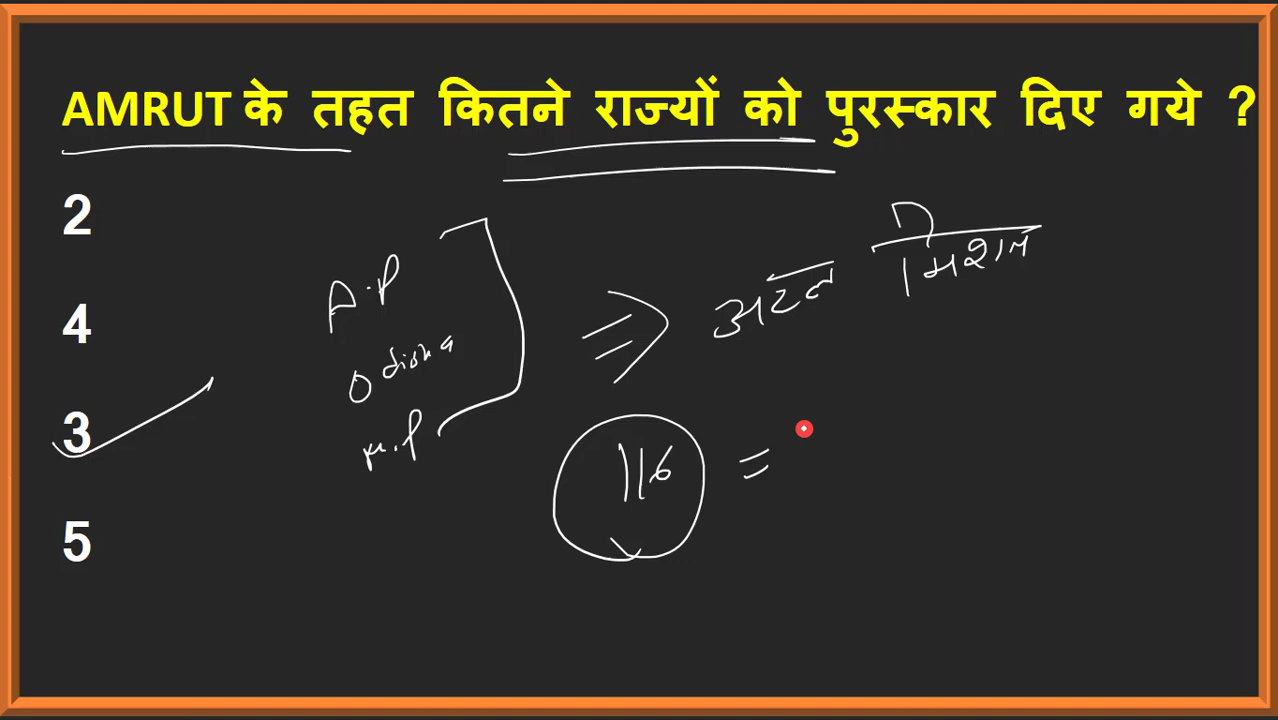 AMRUT के तहत कितने राज्यों को पुरस्कार दिए गये ?
2
4
3
5
A.P
Odisha
M.P
⇒ अटल मिशन
116 =